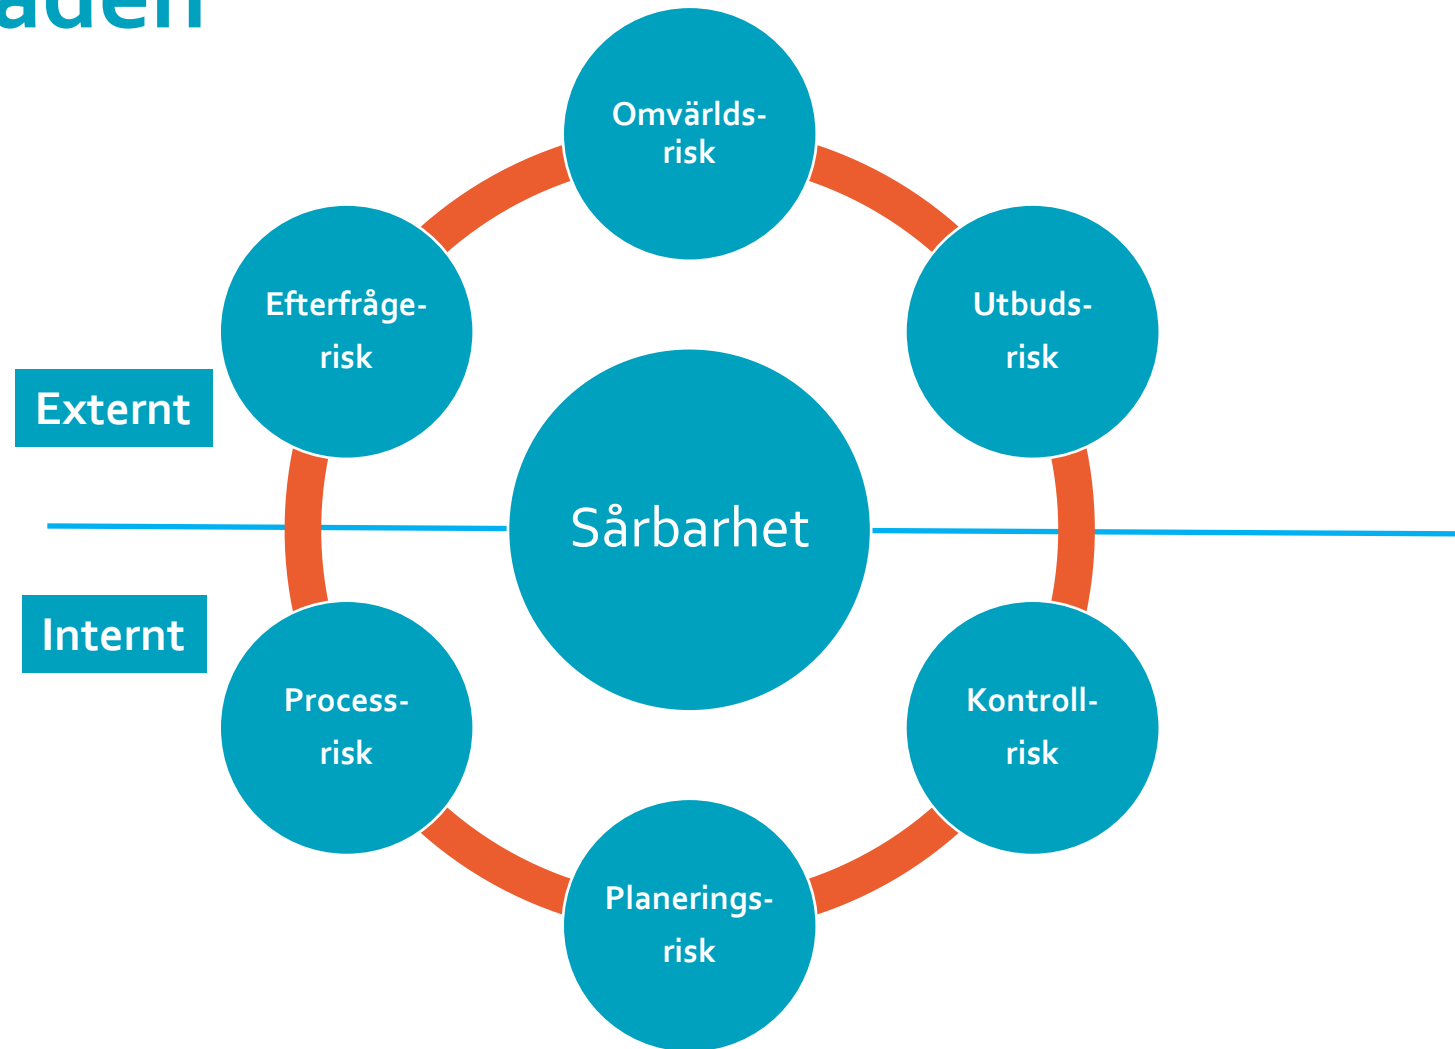 Omvärlds-
risk
Efterfråge-
risk
Utbuds-
risk
Externt
Sårbarhet
Internt
Process-
risk
Kontroll-
risk
Planerings-
risk